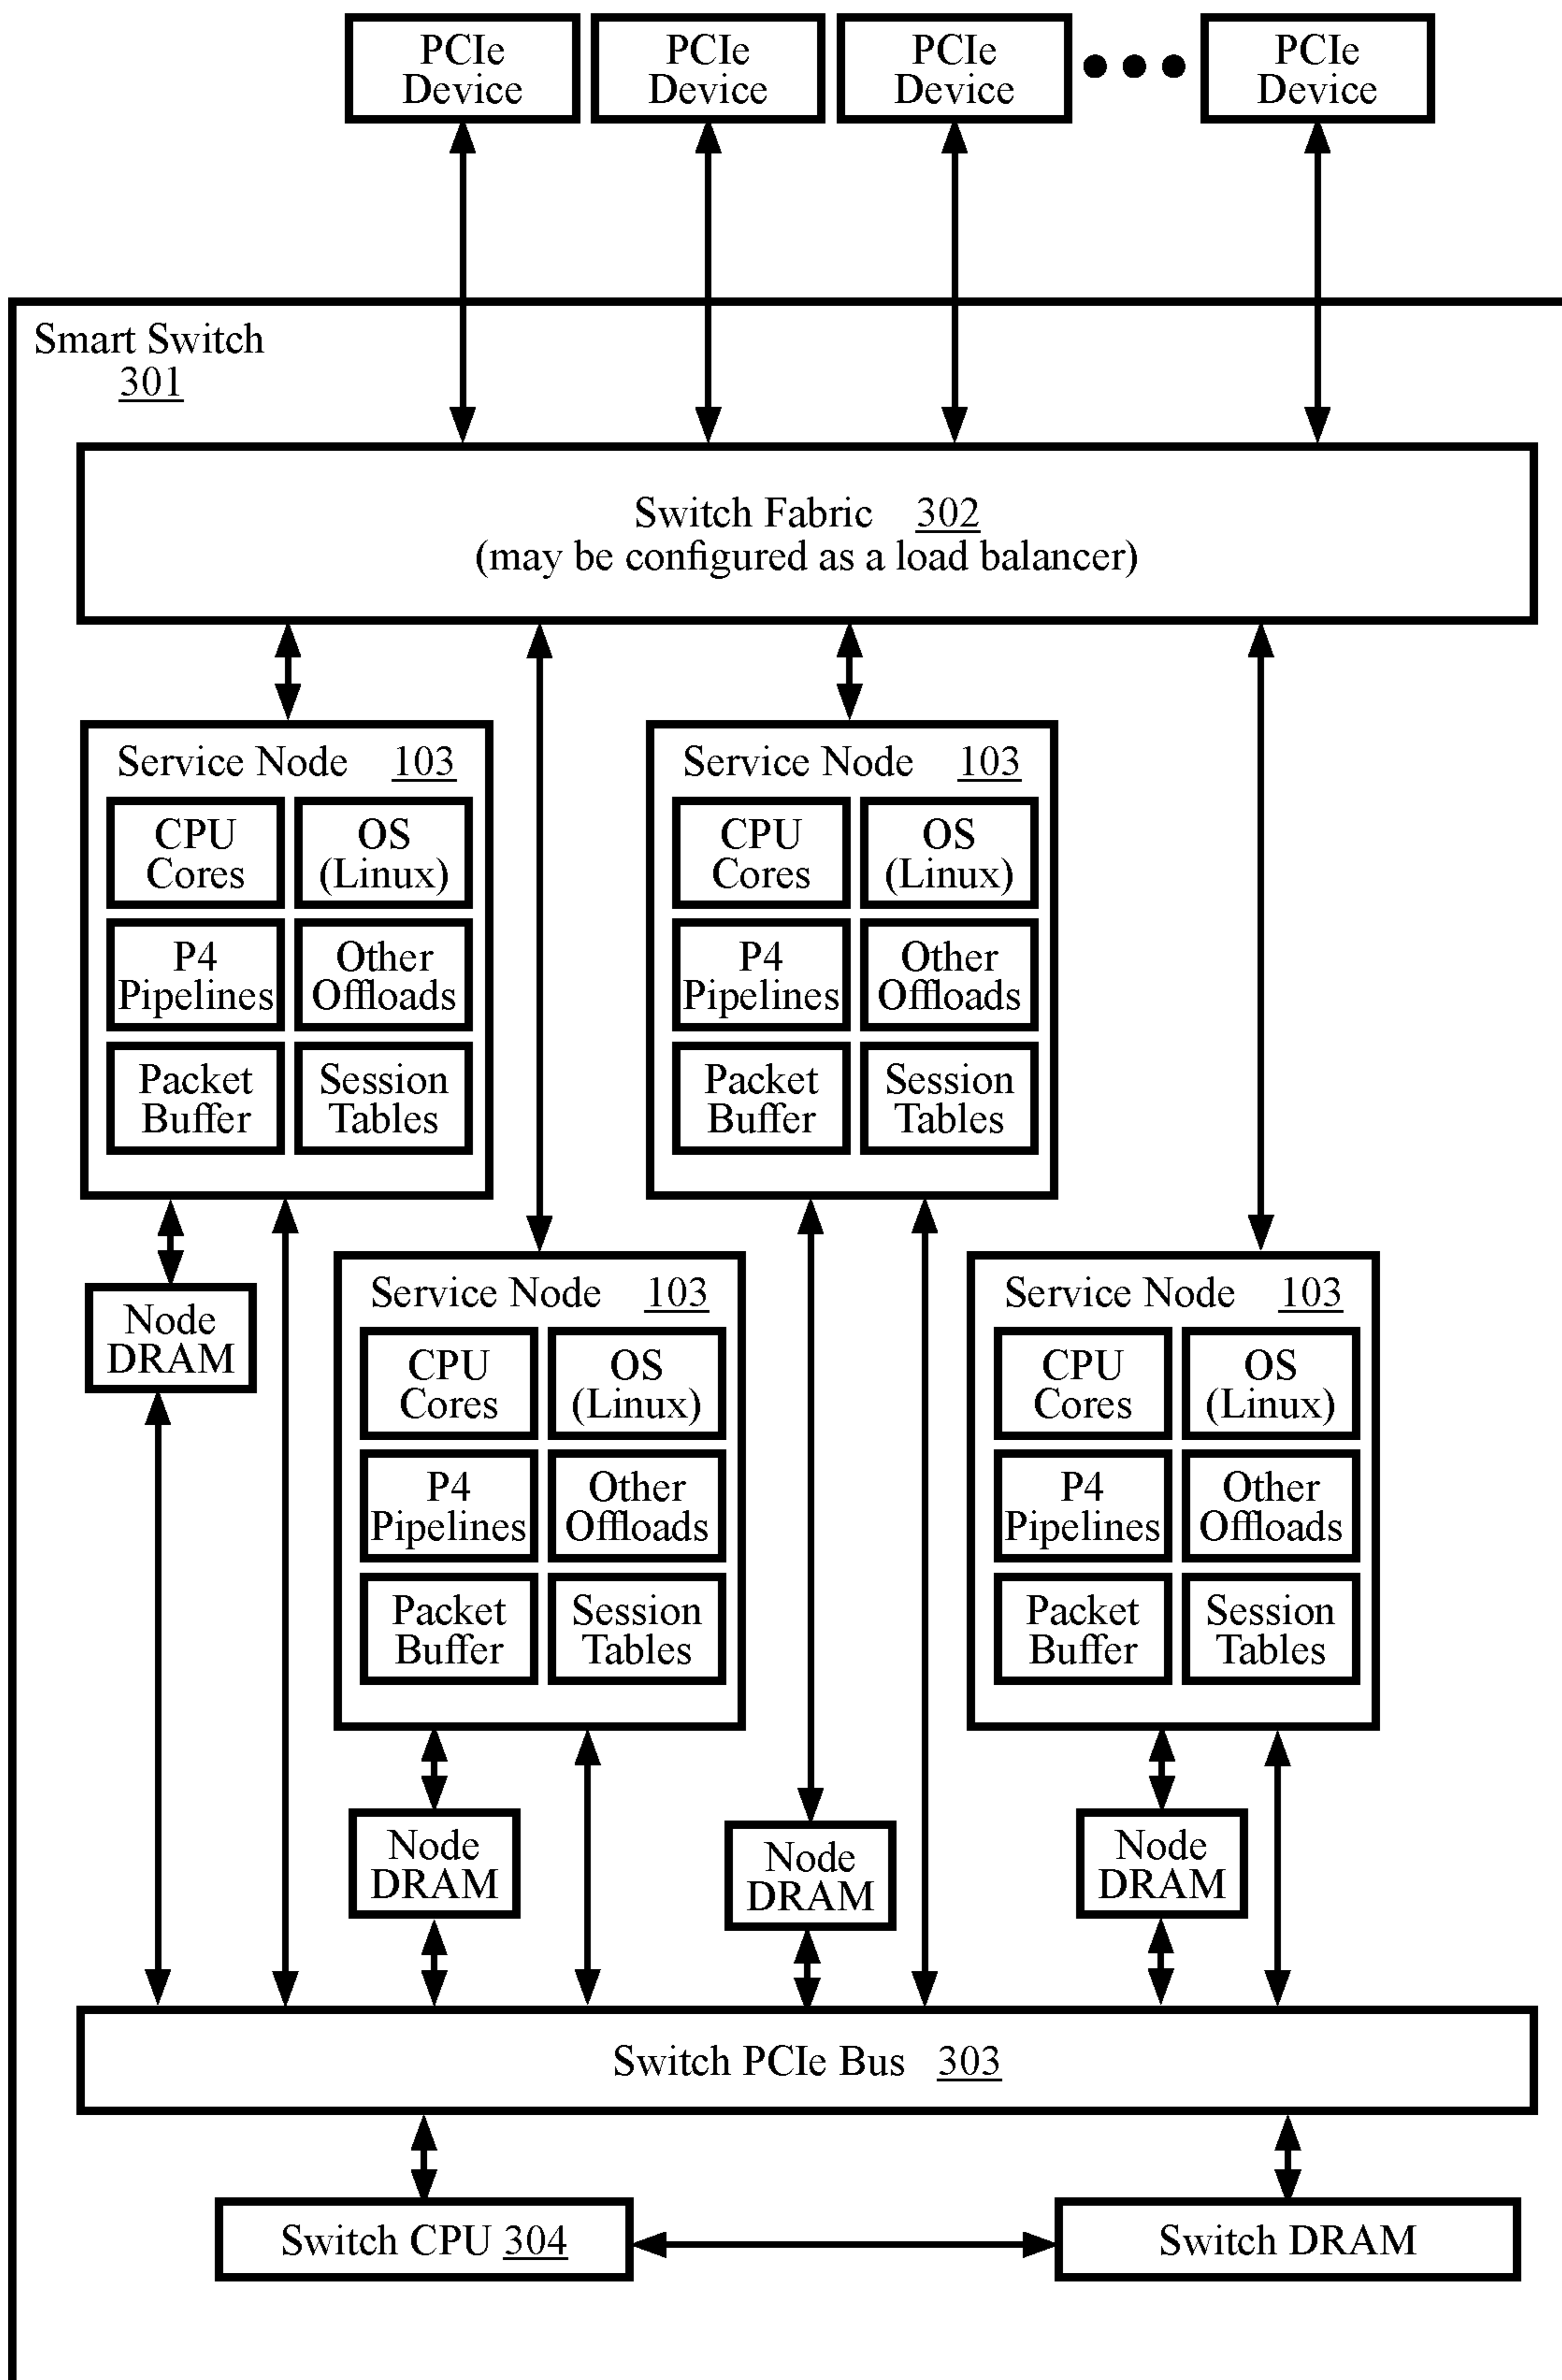 PCIe
Device
PCIe
Device
PCIe
Device
PCIe
Device
Smart Switch
301
Switch Fabric 302
(may be configured as a load balancer)
Service Node 103
CPU
Cores
OS
(Linux)
P4
Pipelines
Other
Offloads
Packet
Buffer
Session
Tables
Service Node 103
CPU
Cores
OS
(Linux)
P4
Pipelines
Other
Offloads
Packet
Buffer
Session
Tables
Node
DRAM
Service Node 103
CPU
Cores
OS
(Linux)
P4
Pipelines
Other
Offloads
Packet
Buffer
Session
Tables
Service Node 103
CPU
Cores
OS
(Linux)
P4
Pipelines
Other
Offloads
Packet
Buffer
Session
Tables
Node
DRAM
Node
DRAM
Node
DRAM
Switch PCIe Bus 303
Switch CPU 304
Switch DRAM